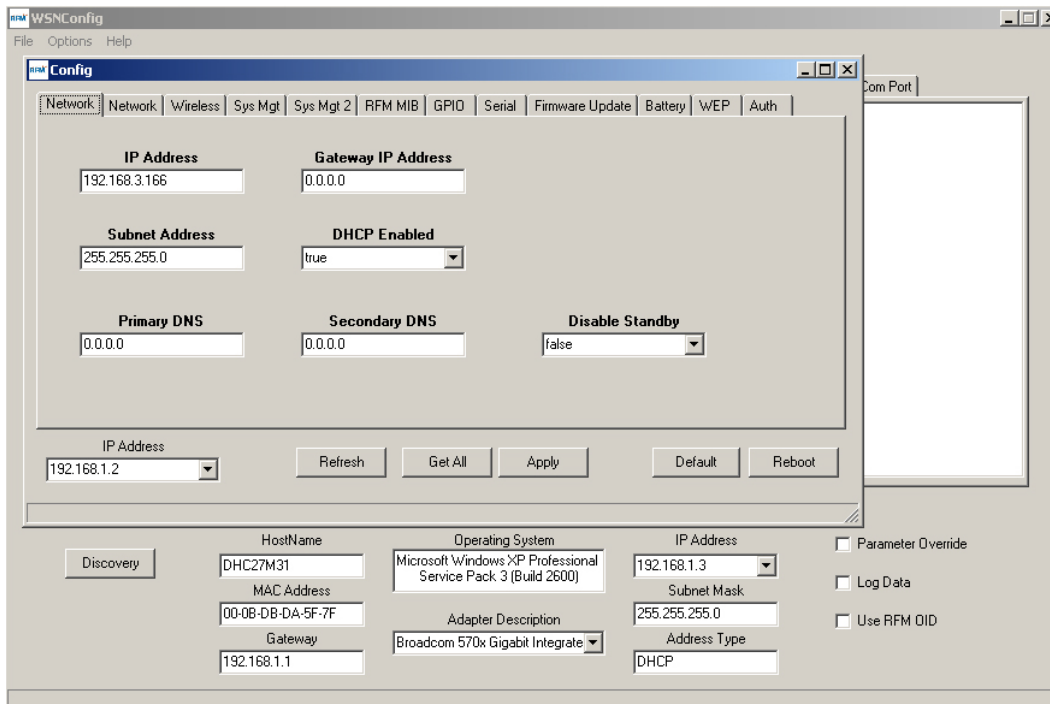 RFM WSNConfig
File Options Help
RFM Config
Com Port
Network Network Wireless Sys Mgt Sys Mgt 2 RFM MIB GPIO Serial Firmware Update Battery WEP Auth
IP Address Gateway IP Address
192.168.3.166 0.0.0.0
Subnet Address DHCP Enabled
255.255.255.0 true
Primary DNS Secondary DNS Disable Standby
0.0.0.0 0.0.0.0 false
IP Address
192.168.1.2 Refresh Get All Apply Default Reboot
HostName Operating System IP Address
Discovery DHC27M31 Microsoft Windows XP Professional
Service Pack 3 (Build 2600) 192.168.1.3 Parameter Override
MAC Address Subnet Mask Log Data
00-0B-DB-DA-5F-7F Adapter Description 255.255.255.0 Use RFM OID
Gateway Broadcom 570x Gigabit Integrate Address Type
192.168.1.1 DHCP